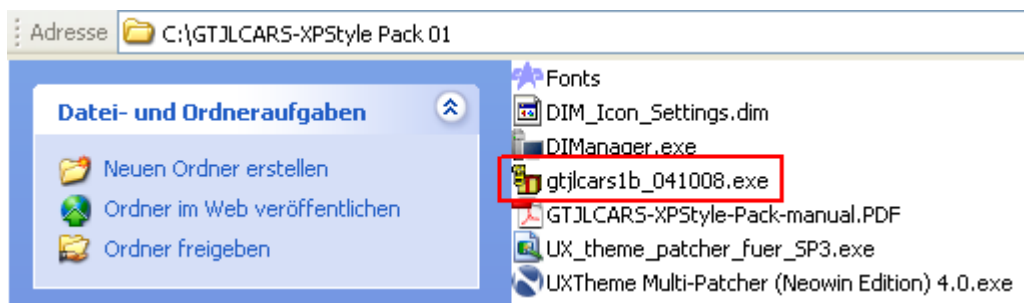 Adresse C:\GTJLCARS-XPStyle Pack 01
Datei- und Ordneraufgaben
Neuen Ordner erstellen
Ordner im Web veröffentlichen
Ordner freigeben
Fonts
DIM_Icon_Settings.dim
DIManager.exe
gtjlcars1b_041008.exe
GTJLCARS-XPStyle-Pack-manual.PDF
UX_theme_patcher_fuer_SP3.exe
UXTheme Multi-Patcher (Neowin Edition) 4.0.exe